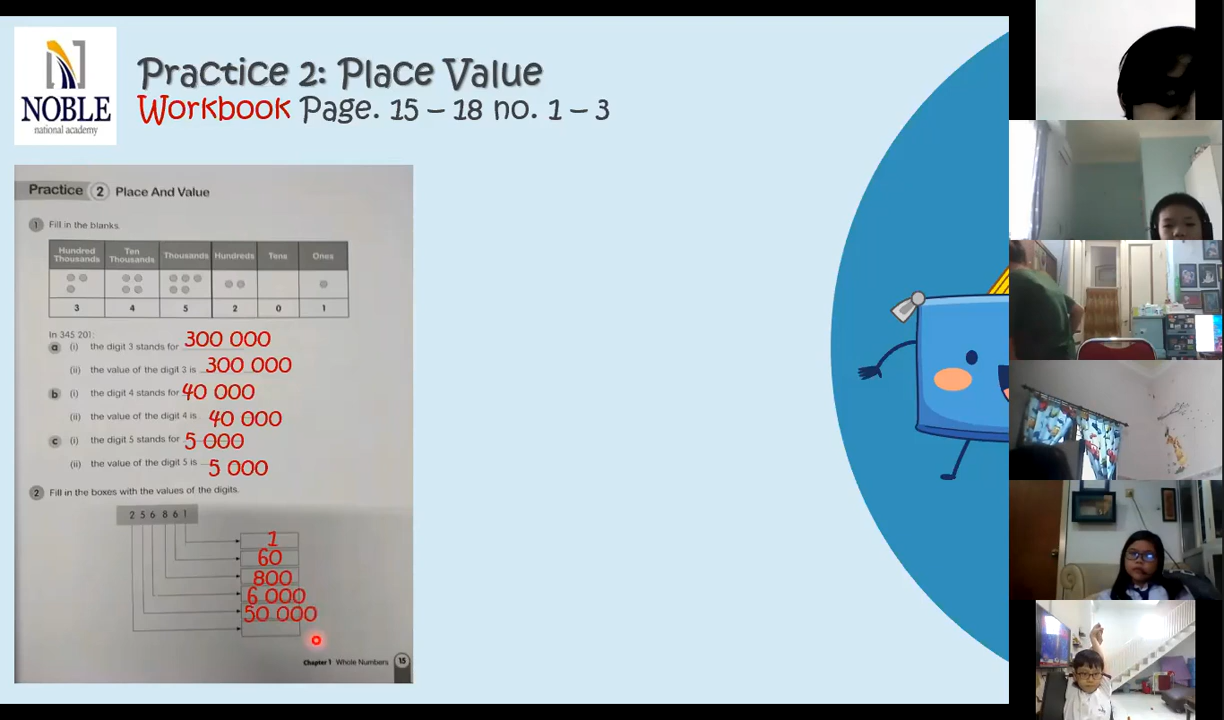 NOBLE
national academy
Practice 2: Place Value
Workbook Page. 15 – 18 no. 1 – 3
Practice 2 Place And Value
1 Fill in the blanks.
Hundred Thousands Ten Thousands Thousands Hundreds Tens Ones
3 4 5 2 0 1
In 345 201:
a (i) the digit 3 stands for 300 000
(ii) the value of the digit 3 is 300 000
b (i) the digit 4 stands for 40 000
(ii) the value of the digit 4 is 40 000
c (i) the digit 5 stands for 5 000
(ii) the value of the digit 5 is 5 000
2 Fill in the boxes with the values of the digits.
2 5 6 8 6 1
1
60
800
6 000
50 000
Chapter 1 Whole Numbers 15